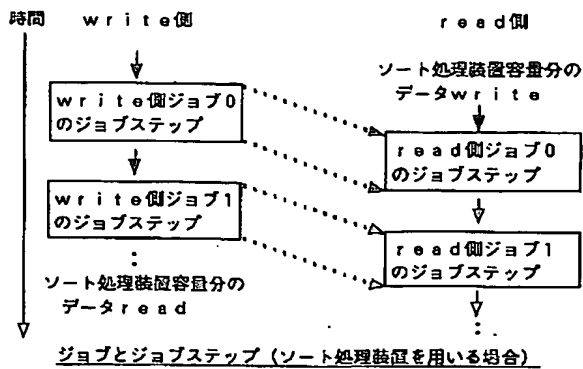 時間
write側
read側
ソート処理装置容量分の
データwrite
write側ジョブ0
のジョブステップ
read側ジョブ0
のジョブステップ
write側ジョブ1
のジョブステップ
read側ジョブ1
のジョブステップ
ソート処理装置容量分の
データread
ジョブとジョブステップ（ソート処理装置を用いる場合）